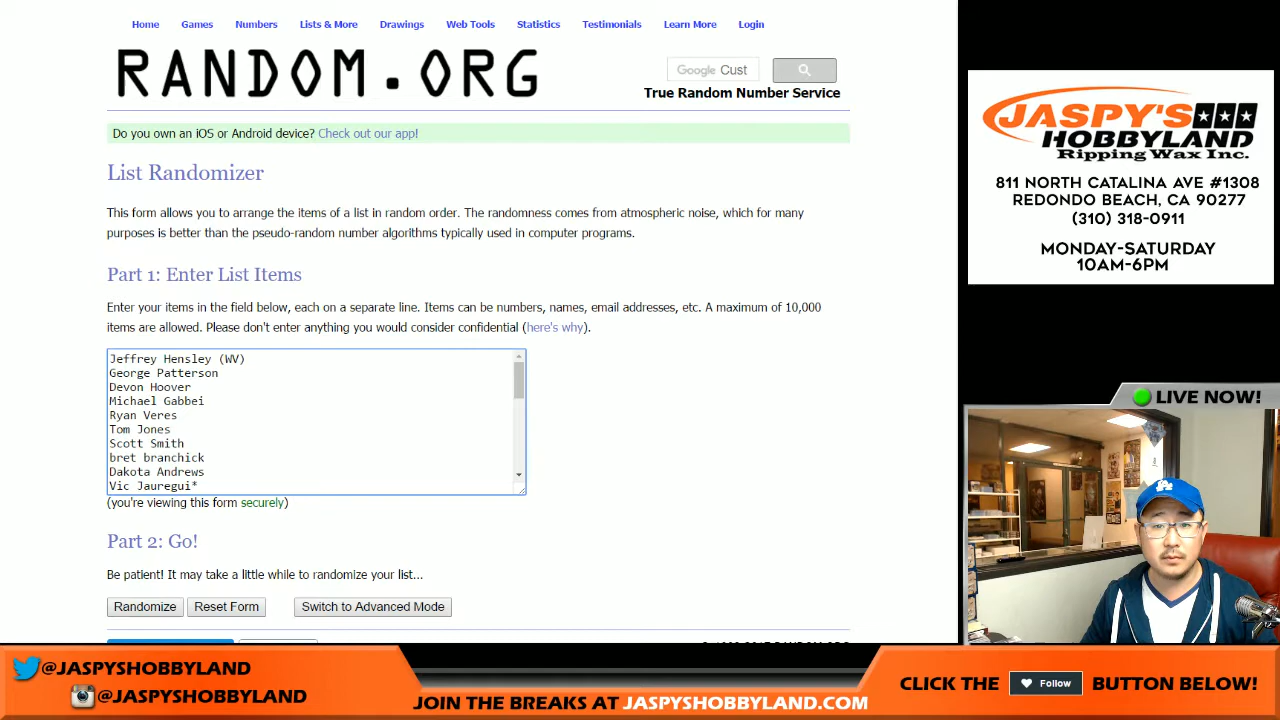 Home Games Numbers Lists & More Drawings Web Tools Statistics Testimonials Learn More Login
RANDOM.ORG
Google Cust
True Random Number Service
Do you own an iOS or Android device? Check out our app!
List Randomizer
This form allows you to arrange the items of a list in random order. The randomness comes from atmospheric noise, which for many
purposes is better than the pseudo-random number algorithms typically used in computer programs.
Part 1: Enter List Items
Enter your items in the field below, each on a separate line. Items can be numbers, names, email addresses, etc. A maximum of 10,000
items are allowed. Please don't enter anything you would consider confidential (here's why).
Jeffrey Hensley (WV)
George Patterson
Devon Hoover
Michael Gabbei
Ryan Veres
Tom Jones
Scott Smith
bret branchick
Dakota Andrews
Vic Jauregui*
(you're viewing this form securely)
Part 2: Go!
Be patient! It may take a little while to randomize your list...
Randomize Reset Form Switch to Advanced Mode
JASPY'S
HOBBYLAND
Ripping Wax Inc.
811 NORTH CATALINA AVE #1308
REDONDO BEACH, CA 90277
(310) 318-0911
MONDAY-SATURDAY
10AM-6PM
LIVE NOW!
@JASPYSHOBBYLAND
@JASPYSHOBBYLAND
JOIN THE BREAKS AT JASPYSHOBBYLAND.COM
CLICK THE Follow BUTTON BELOW!